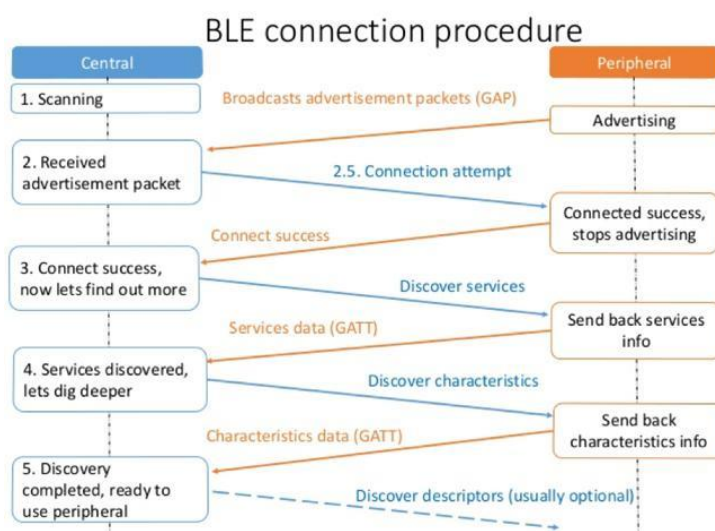 BLE connection procedure
Central
Peripheral
1. Scanning
Broadcasts advertisement packets (GAP)
Advertising
2. Received
advertisement packet
2.5. Connection attempt
Connected success,
stops advertising
Connect success
3. Connect success,
now lets find out more
Discover services
Send back services
info
Services data (GATT)
4. Services discovered,
lets dig deeper
Discover characteristics
Send back
characteristics info
Characteristics data (GATT)
5. Discovery
completed, ready to
use peripheral
Discover descriptors (usually optional)